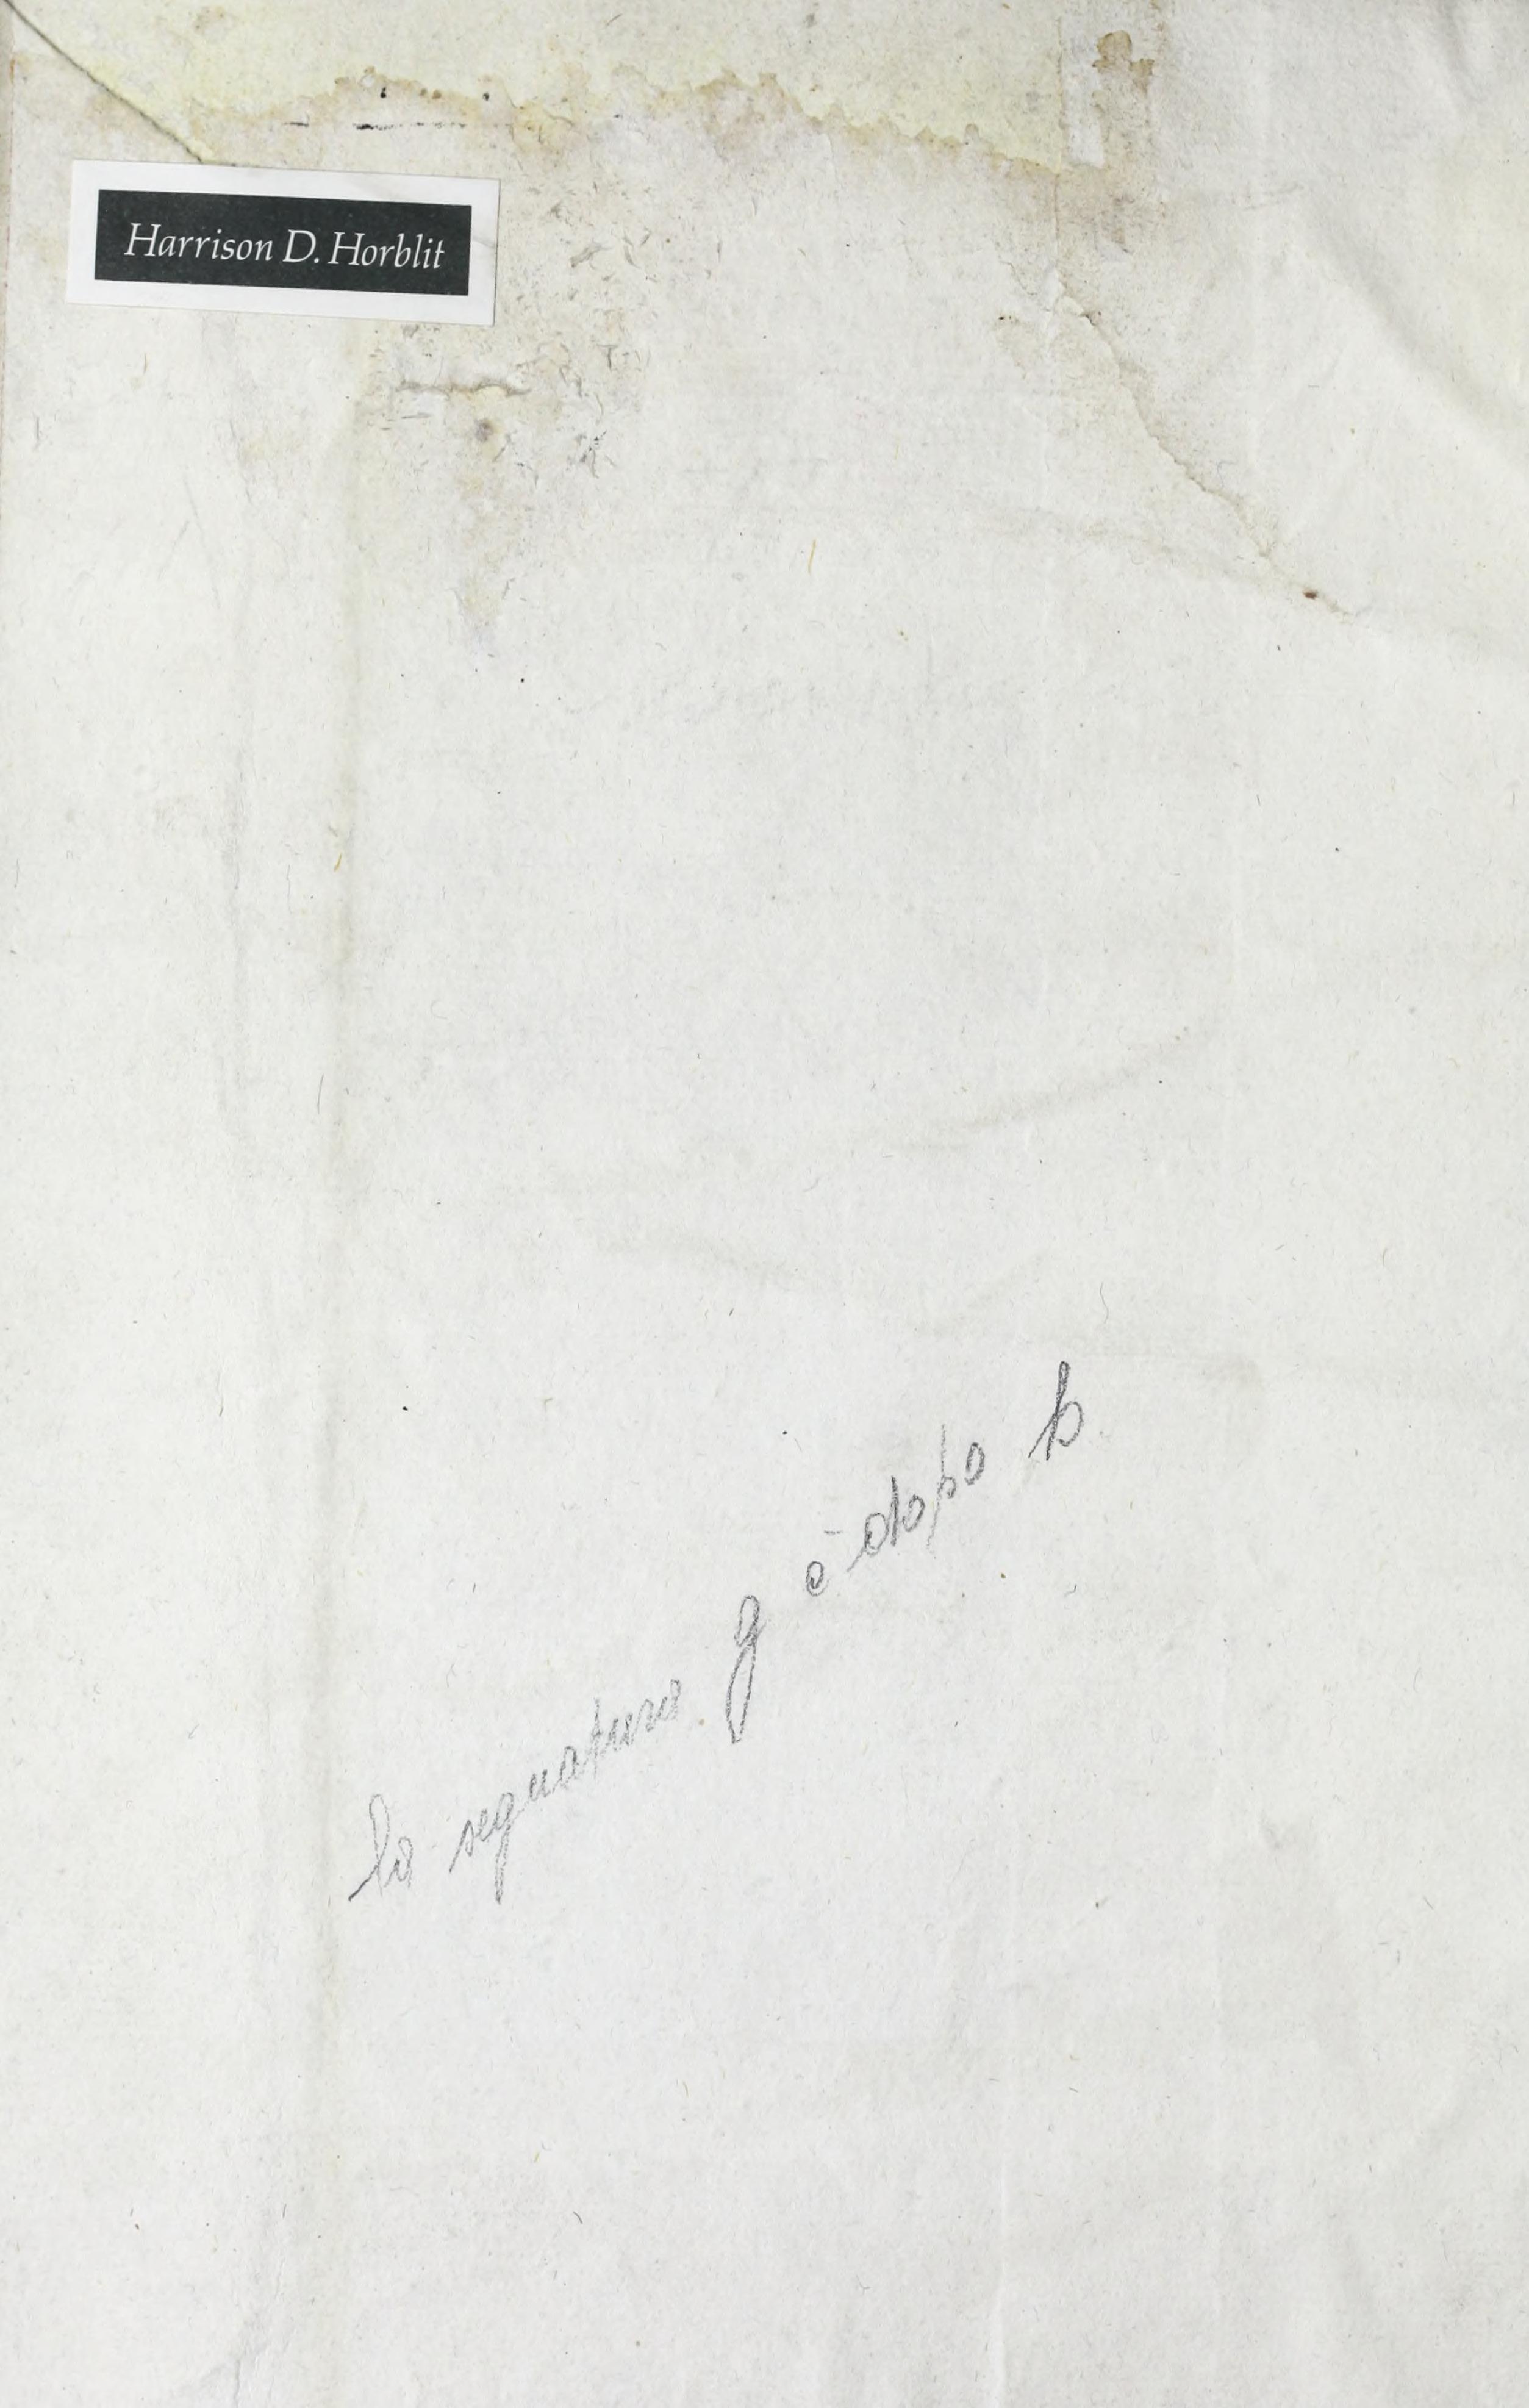 Harrison D. Horblit
la segnatura g è dopo h